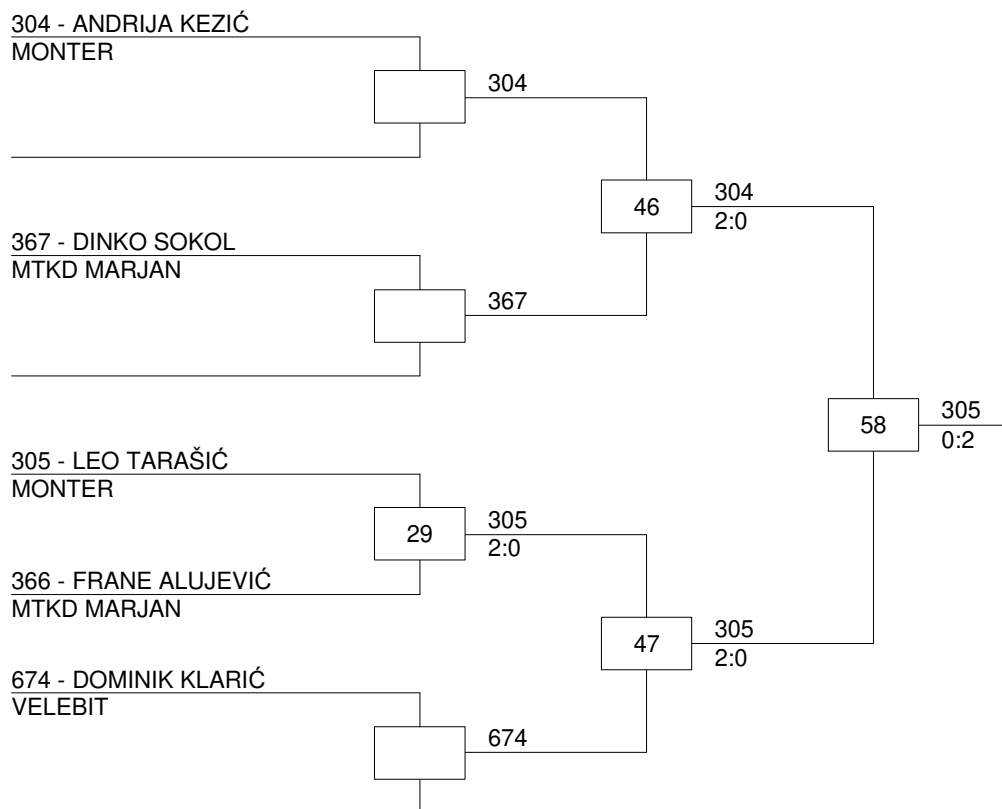 304 - ANDRIJA KEZIĆ
MONTER
304
46
304
2:0
367 - DINKO SOKOL
MTKD MARJAN
367
58
305
0:2
305 - LEO TARAŠIĆ
MONTER
29
305
2:0
366 - FRANE ALUJEVIĆ
MTKD MARJAN
47
305
2:0
674 - DOMINIK KLARIĆ
VELEBIT
674